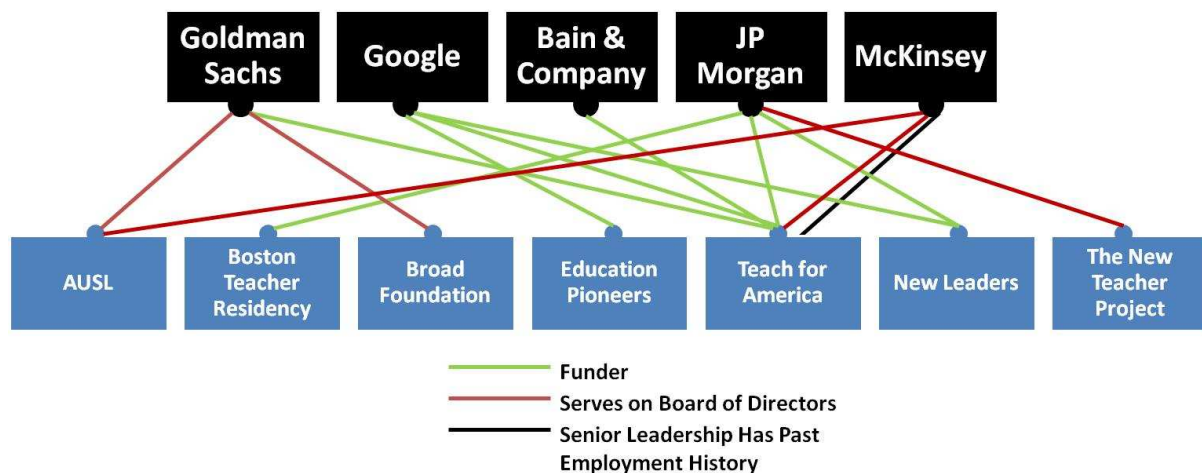 Goldman
Sachs
Google
Bain &
Company
JP
Morgan
McKinsey
AUSL
Boston
Teacher
Residency
Broad
Foundation
Education
Pioneers
Teach for
America
New Leaders
The New
Teacher
Project
Funder
Serves on Board of Directors
Senior Leadership Has Past
Employment History